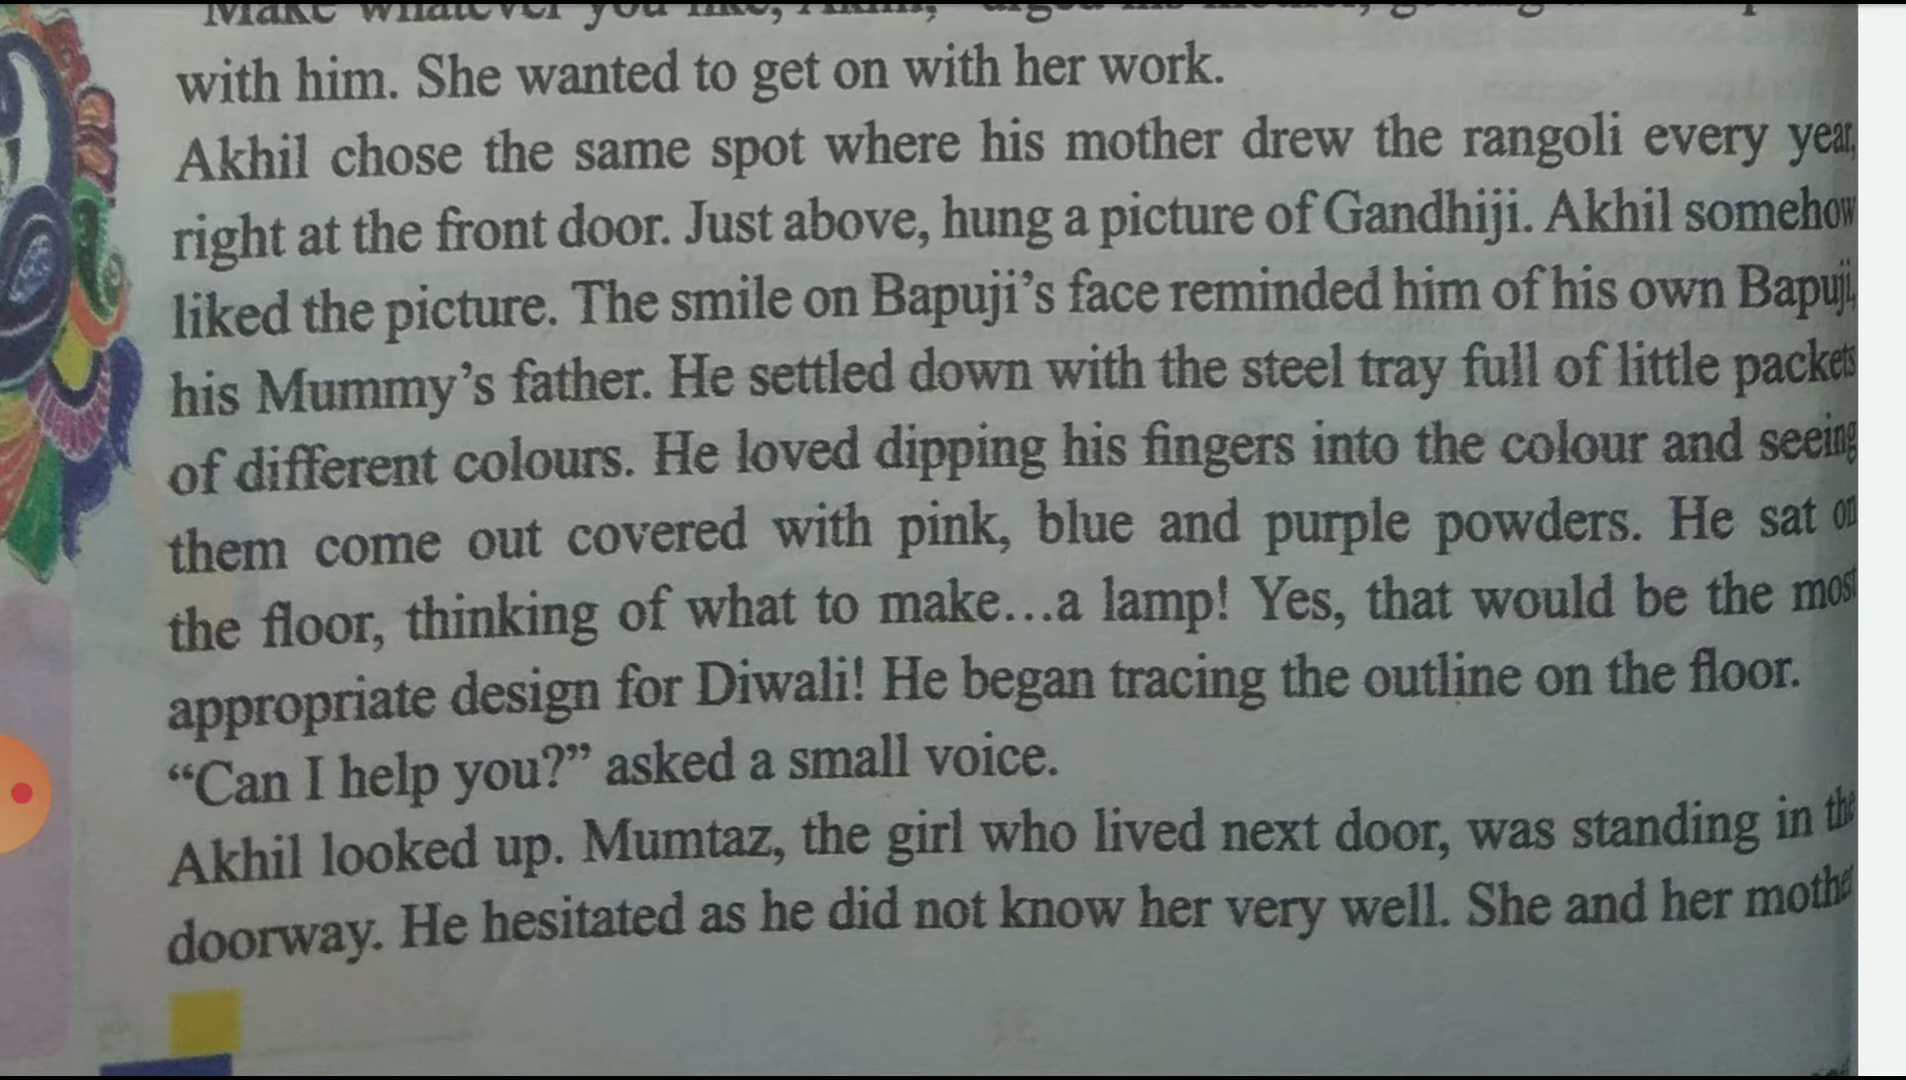 with him. She wanted to get on with her work.
Akhil chose the same spot where his mother drew the rangoli every year,
right at the front door. Just above, hung a picture of Gandhiji. Akhil somehow
liked the picture. The smile on Bapuji’s face reminded him of his own Bapuji,
his Mummy’s father. He settled down with the steel tray full of little packets
of different colours. He loved dipping his fingers into the colour and seeing
them come out covered with pink, blue and purple powders. He sat on
the floor, thinking of what to make...a lamp! Yes, that would be the most
appropriate design for Diwali! He began tracing the outline on the floor.
“Can I help you?” asked a small voice.
Akhil looked up. Mumtaz, the girl who lived next door, was standing in the
doorway. He hesitated as he did not know her very well. She and her mother